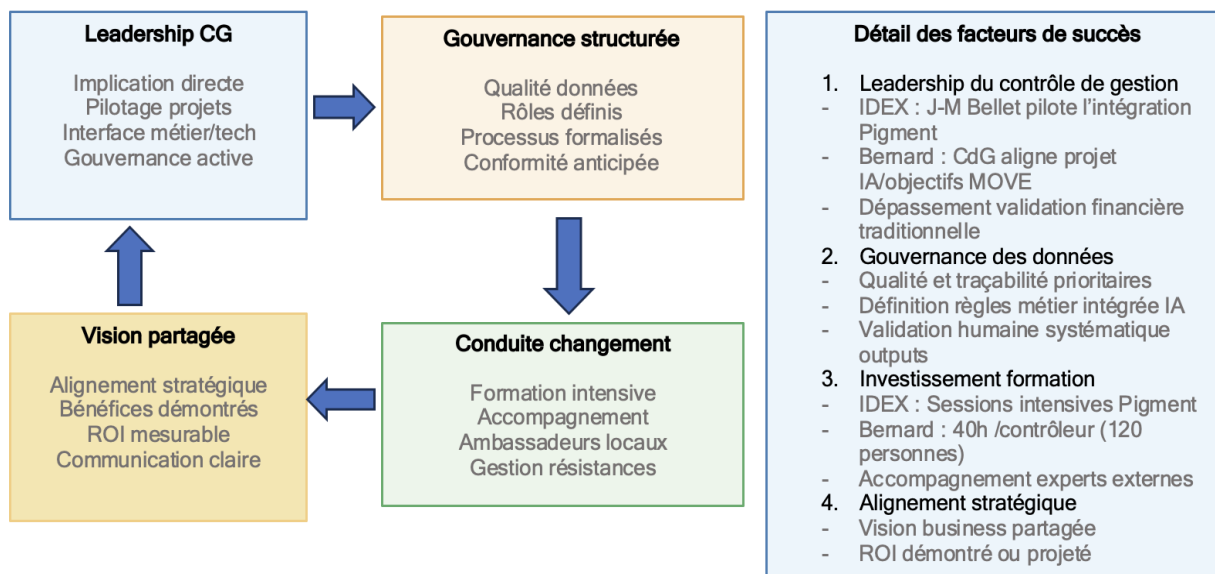 Leadership CG
Implication directe
Pilotage projets
Interface métier/tech
Gouvernance active
Gouvernance structurée
Qualité données
Rôles définis
Processus formalisés
Conformité anticipée
Vision partagée
Alignement stratégique
Bénéfices démontrés
ROI mesurable
Communication claire
Conduite changement
Formation intensive
Accompagnement
Ambassadeurs locaux
Gestion résistances
Détail des facteurs de succès
1. Leadership du contrôle de gestion
- IDEX : J-M Bellet pilote l’intégration
Pigment
- Bernard : CdG aligne projet
IA/objectifs MOVE
- Dépassement validation financière
traditionnelle
2. Gouvernance des données
- Qualité et traçabilité prioritaires
- Définition règles métier intégrée IA
- Validation humaine systématique
outputs
3. Investissement formation
- IDEX : Sessions intensives Pigment
- Bernard : 40h /contrôleur (120
personnes)
- Accompagnement experts externes
4. Alignement stratégique
- Vision business partagée
- ROI démontré ou projeté